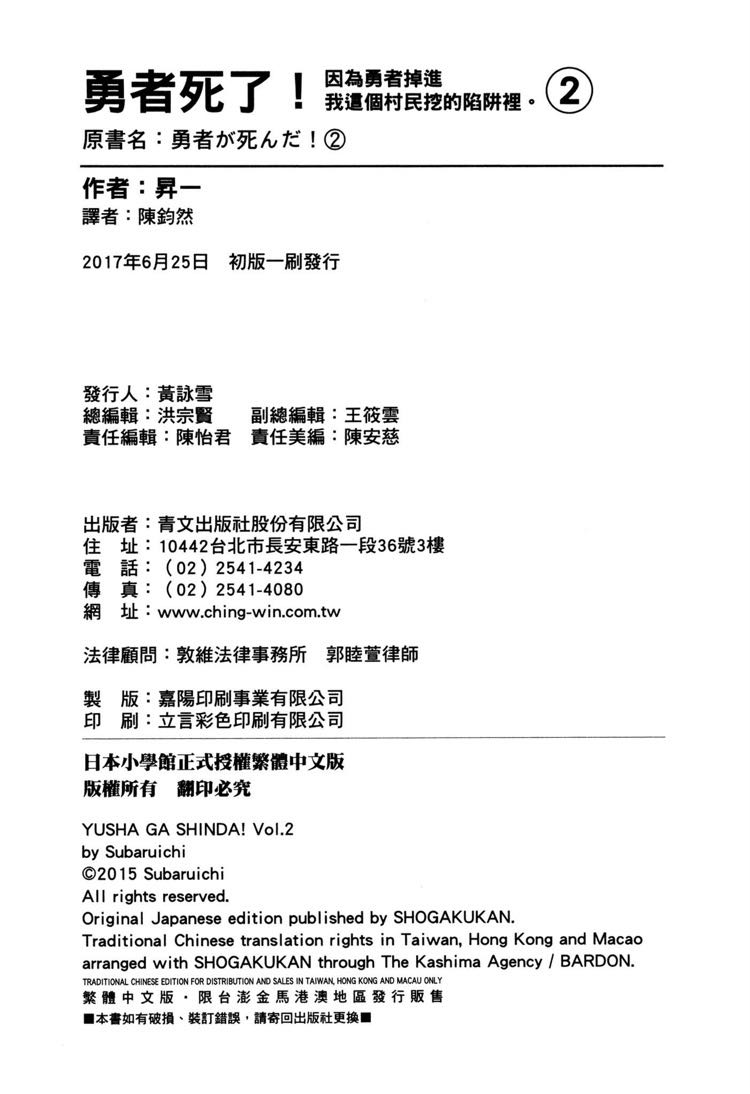 勇者死了！ 因為勇者掉進
我這個村民挖的陷阱裡。 ②
原書名：勇者が死んだ！②
作者：昇一
譯者：陳鈞然
2017年6月25日　初版一刷發行
發行人：黃詠雪
總編輯：洪宗賢　　副總編輯：王筱雲
責任編輯：陳怡君　責任美編：陳安慈
出版者：青文出版社股份有限公司
住　址：10442台北市長安東路一段36號3樓
電　話：（02）2541-4234
傳　真：（02）2541-4080
網　址：www.ching-win.com.tw
法律顧問：敦維法律事務所　郭睦萱律師
製　版：嘉陽印刷事業有限公司
印　刷：立言彩色印刷有限公司
日本小學館正式授權繁體中文版
版權所有　翻印必究
YUSHA GA SHINDA! Vol.2
by Subaruichi
©2015 Subaruichi
All rights reserved.
Original Japanese edition published by SHOGAKUKAN.
Traditional Chinese translation rights in Taiwan, Hong Kong and Macao
arranged with SHOGAKUKAN through The Kashima Agency / BARDON.
TRADITIONAL CHINESE EDITION FOR DISTRIBUTION AND SALES IN TAIWAN, HONG KONG AND MACAU ONLY
繁體中文版・限台澎金馬港澳地區發行販售
■本書如有破損、裝訂錯誤，請寄回出版社更換■